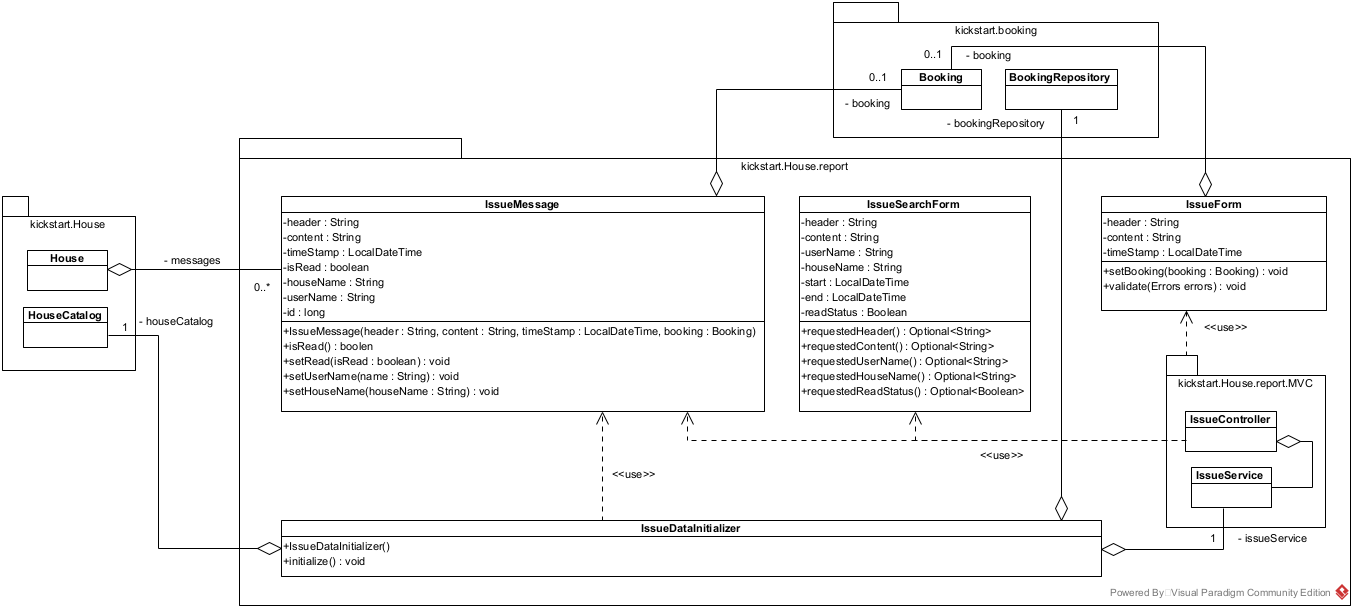 kickstart.booking
0..1
- booking
0..1
Booking
BookingRepository
- booking
- bookingRepository
1
kickstart.House.report
kickstart.House
House
- messages
0..*
HouseCatalog
1
- houseCatalog
IssueMessage
-header : String
-content : String
-timeStamp : LocalDateTime
-isRead : boolean
-houseName : String
-userName : String
-id : long
+IssueMessage(header : String, content : String, timeStamp : LocalDateTime, booking : Booking)
+isRead() : boolen
+setRead(isRead : boolean) : void
+setUserName(name : String) : void
+setHouseName(houseName : String) : void
IssueSearchForm
-header : String
-content : String
-userName : String
-houseName : String
-start : LocalDateTime
-end : LocalDateTime
-readStatus : Boolean
+requestedHeader() : Optional<String>
+requestedContent() : Optional<String>
+requestedUserName() : Optional<String>
+requestedHouseName() : Optional<String>
+requestedReadStatus() : Optional<Boolean>
IssueForm
-header : String
-content : String
-timeStamp : LocalDateTime
+setBooking(booking : Booking) : void
+validate(Errors errors) : void
<<use>>
kickstart.House.report.MVC
IssueController
IssueService
<<use>>
<<use>>
IssueDataInitializer
+IssueDataInitializer()
+initialize() : void
1
- issueService
Powered By Visual Paradigm Community Edition